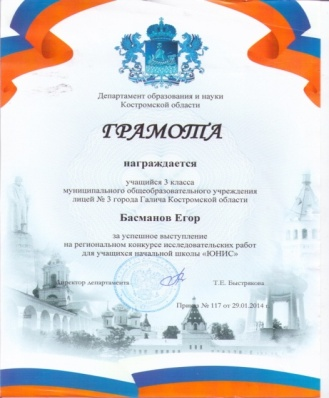 Департамент образования и науки
Костромской области
ГРАМОТА
награждается
учащийся 3 класса
муниципального общеобразовательного учреждения
лицей № 3 города Галича Костромской области
Басманов Егор
за успешное выступление
на региональном конкурсе исследовательских работ
для учащихся начальной школы «ЮНИС»
Директор департамента Т.Е. Быстрякова
Приказ № 117 от 29.01.2014 г.